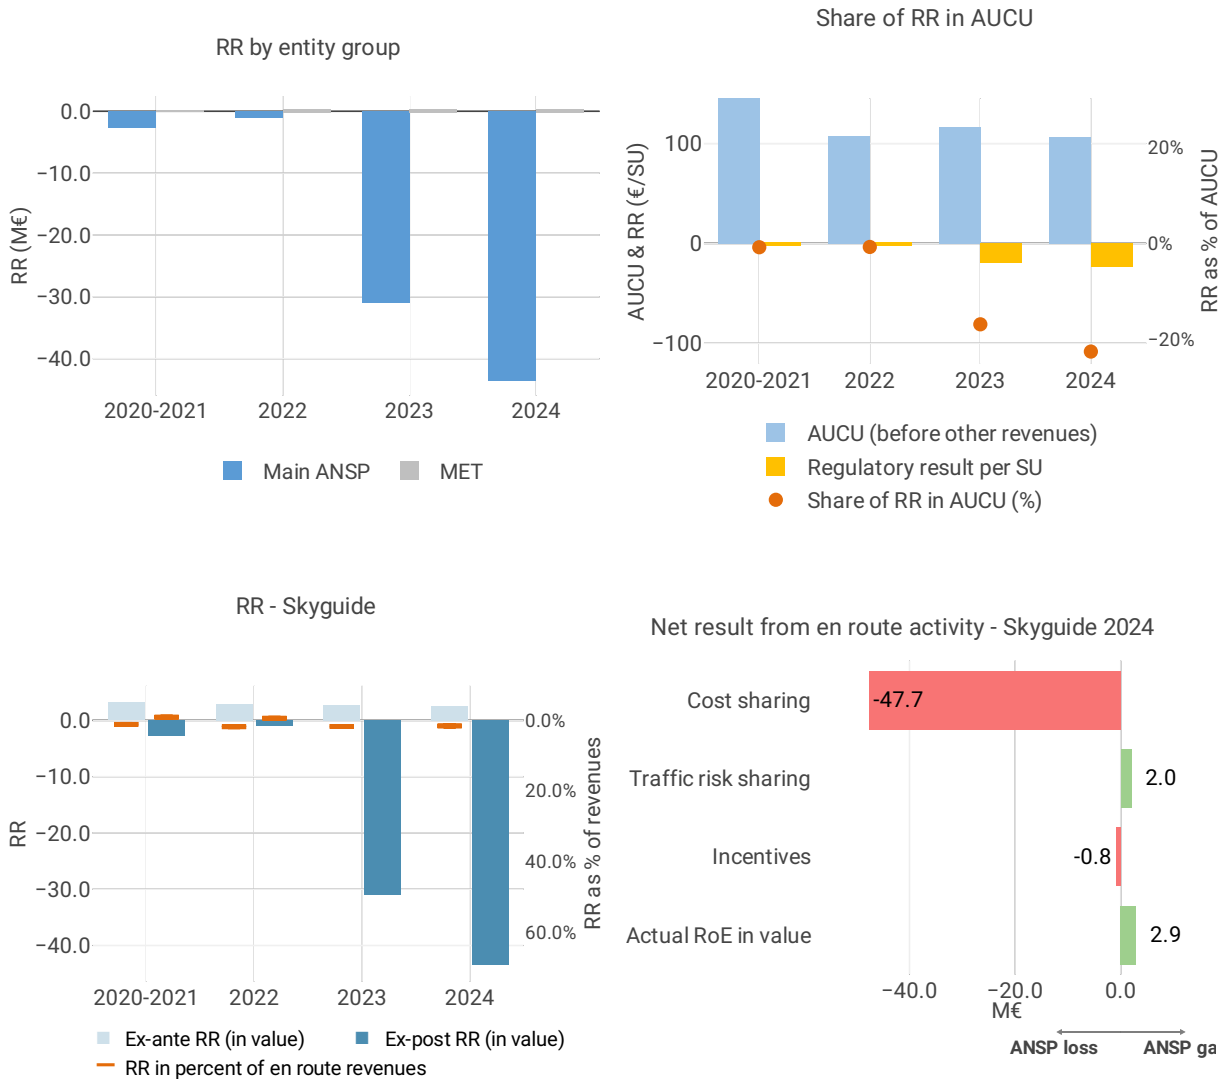 RR by entity group
RR (M€)
0.0
−10.0
−20.0
−30.0
−40.0
2020-2021
2022
2023
2024
Main ANSP
MET
Share of RR in AUCU
AUCU & RR (€/SU)
100
0
−100
20%
0%
−20%
RR as % of AUCU
2020-2021
2022
2023
2024
AUCU (before other revenues)
Regulatory result per SU
Share of RR in AUCU (%)
RR - Skyguide
RR
0.0
−10.0
−20.0
−30.0
−40.0
0.0%
20.0%
40.0%
60.0%
RR as % of revenues
2020-2021
2022
2023
2024
Ex-ante RR (in value)
Ex-post RR (in value)
RR in percent of en route revenues
Net result from en route activity - Skyguide 2024
Cost sharing
-47.7
Traffic risk sharing
2.0
Incentives
-0.8
Actual RoE in value
2.9
−40.0
−20.0
0.0
M€
ANSP loss
ANSP ga